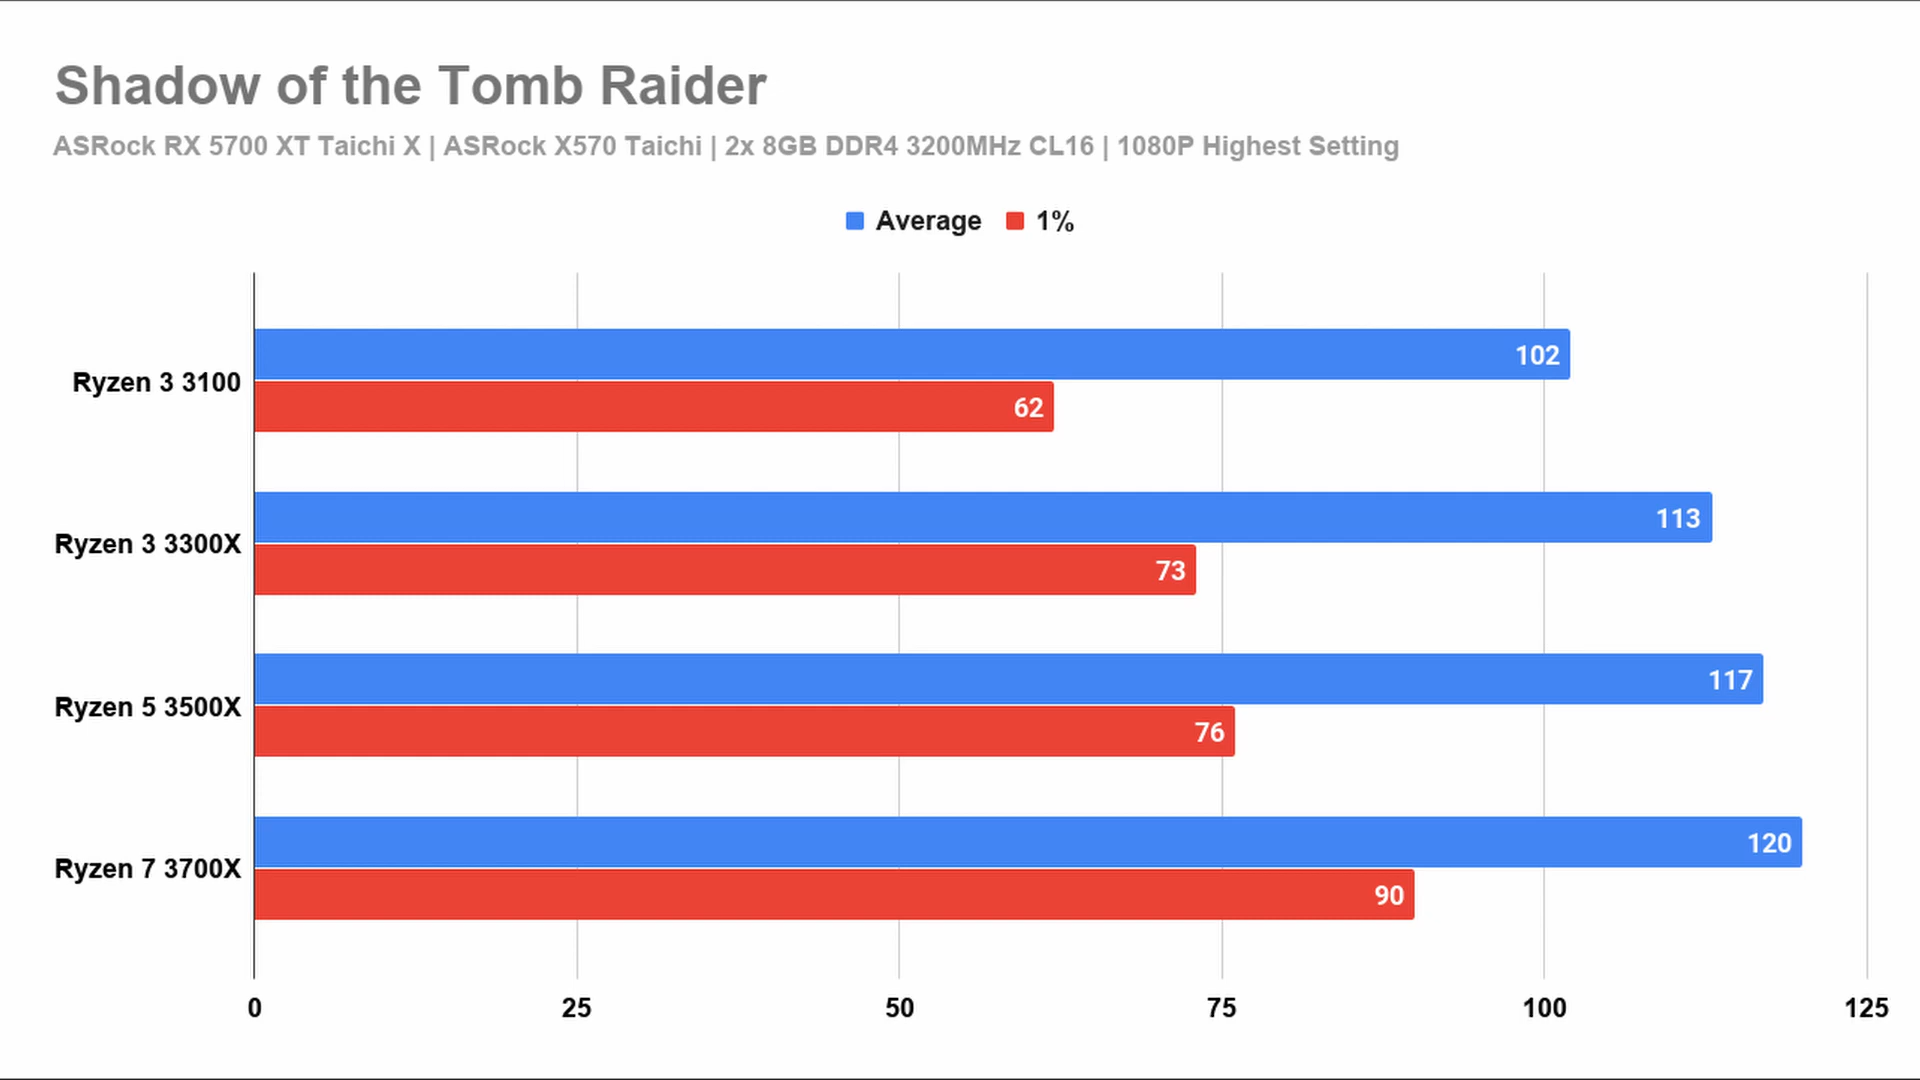 Shadow of the Tomb Raider
ASRock RX 5700 XT Taichi X | ASRock X570 Taichi | 2x 8GB DDR4 3200MHz CL16 | 1080P Highest Setting
Average 1%
Ryzen 3 3100 102
62
Ryzen 3 3300X 113
73
Ryzen 5 3500X 117
76
Ryzen 7 3700X 120
90
0 25 50 75 100 125